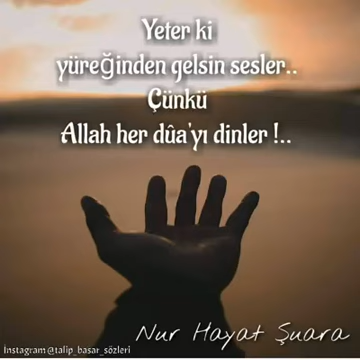 Yeter ki
yüreğinden gelsin sesler..
Çünkü
Allah her dûa'yı dinler !..
Nur Hayat Şuara
İnstagram@talip_basar_sözleri